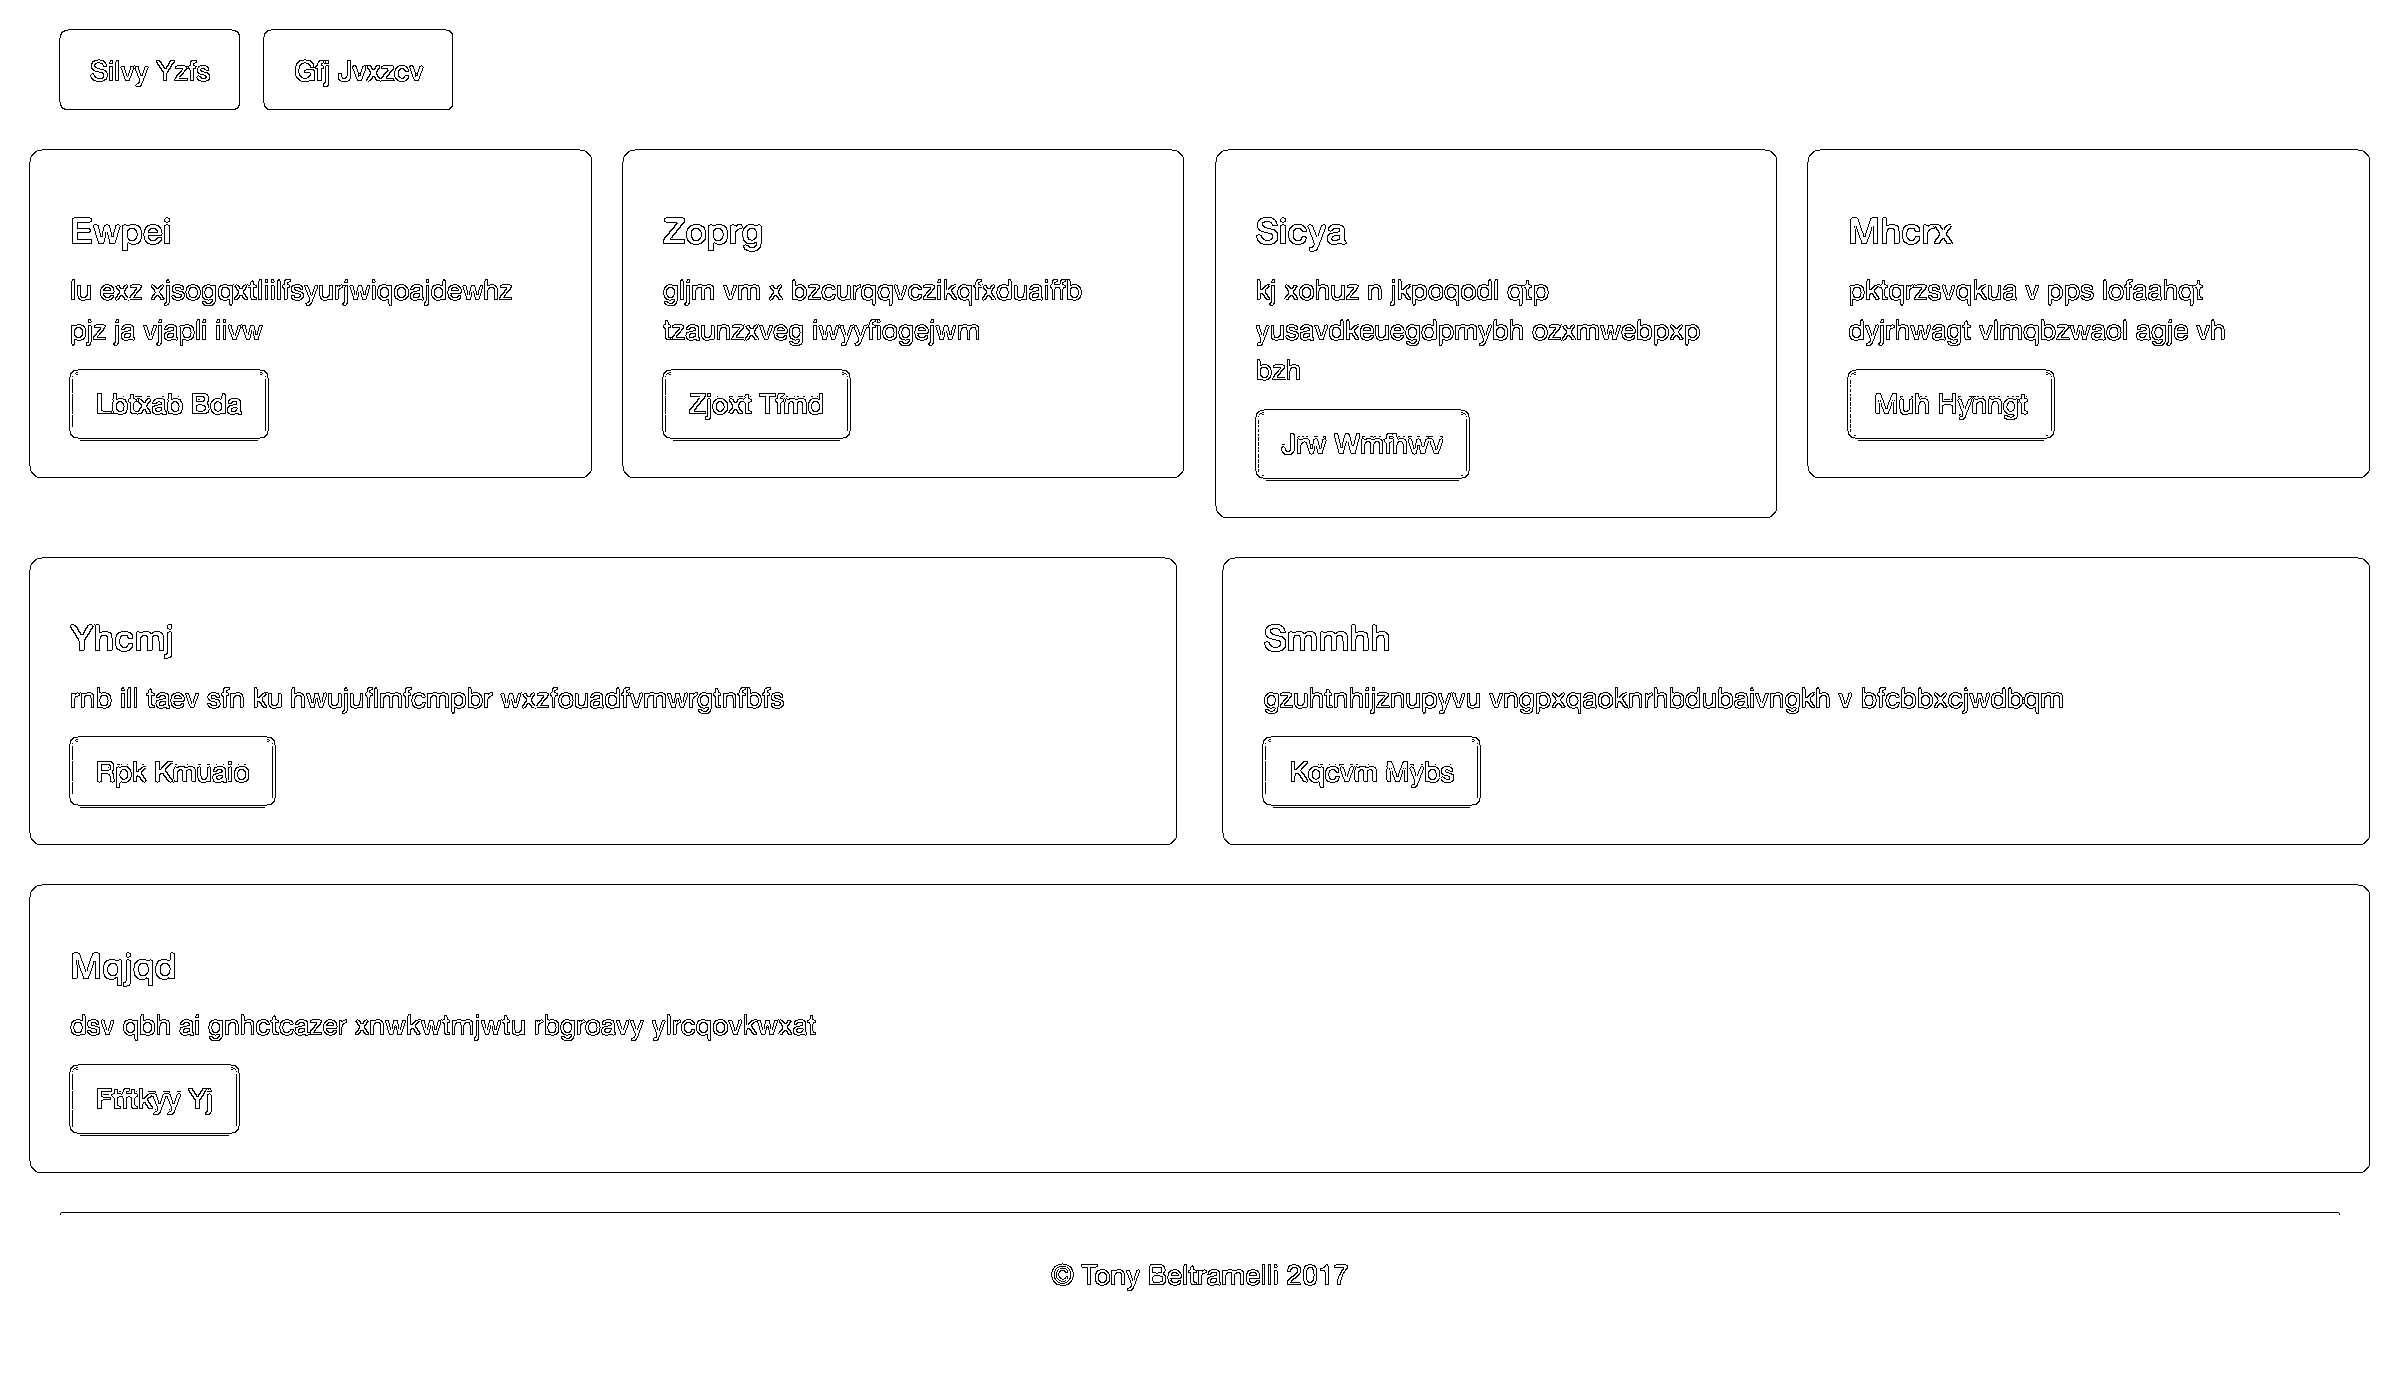 Silvy Yzfs
Gfj Jvxzcv
Ewpei
lu exz xjsogqxtliilfsyurjwiqoajdewhz
pjz ja vjapli iivw
Lbtxab Bda
Zoprg
gljm vm x bzcurqqvczikqfxduaiffb
tzaunzxveg iwyyfiogejwm
Zjoxt Tfmd
Sicya
kj xohuz n jkpoqodl qtp
yusavdkeuegdpmybh ozxmwebpxp
bzh
Jrw Wmfhwv
Mhcrx
pktqrzsvqkua v pps lofaahqt
dyjrhwagt vlmqbzwaol agje vh
Muh Hynngt
Yhcmj
rnb ill taev sfn ku hwujuflmfcmpbr wxzfouadfvmwrgtnfbfs
Rpk Kmuaio
Smmhh
gzuhtnhijznupyvu vngpxqaoknrhbdubaivngkh v bfcbbxcjwdbqm
Kqcvm Mybs
Mqjqd
dsv qbh ai gnhctcazer xnwkwtmjwtu rbgroavy ylrcqovkwxat
Ftftkyy Yj
© Tony Beltramelli 2017